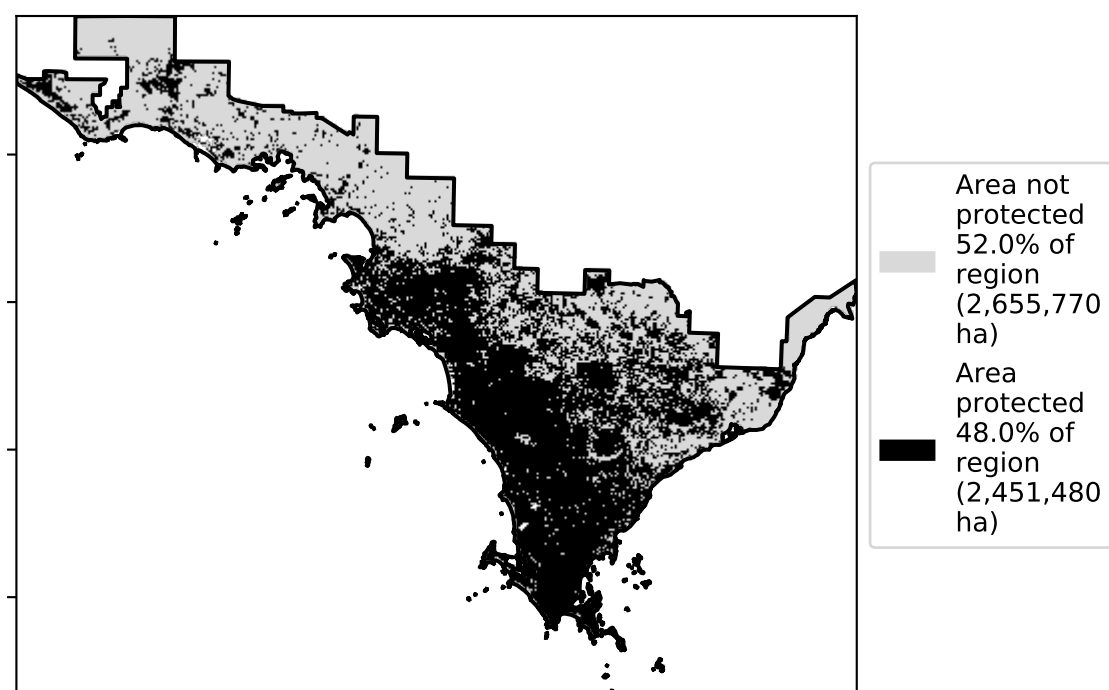 Area not
protected
52.0% of
region
(2,655,770
ha)
Area
protected
48.0% of
region
(2,451,480
ha)